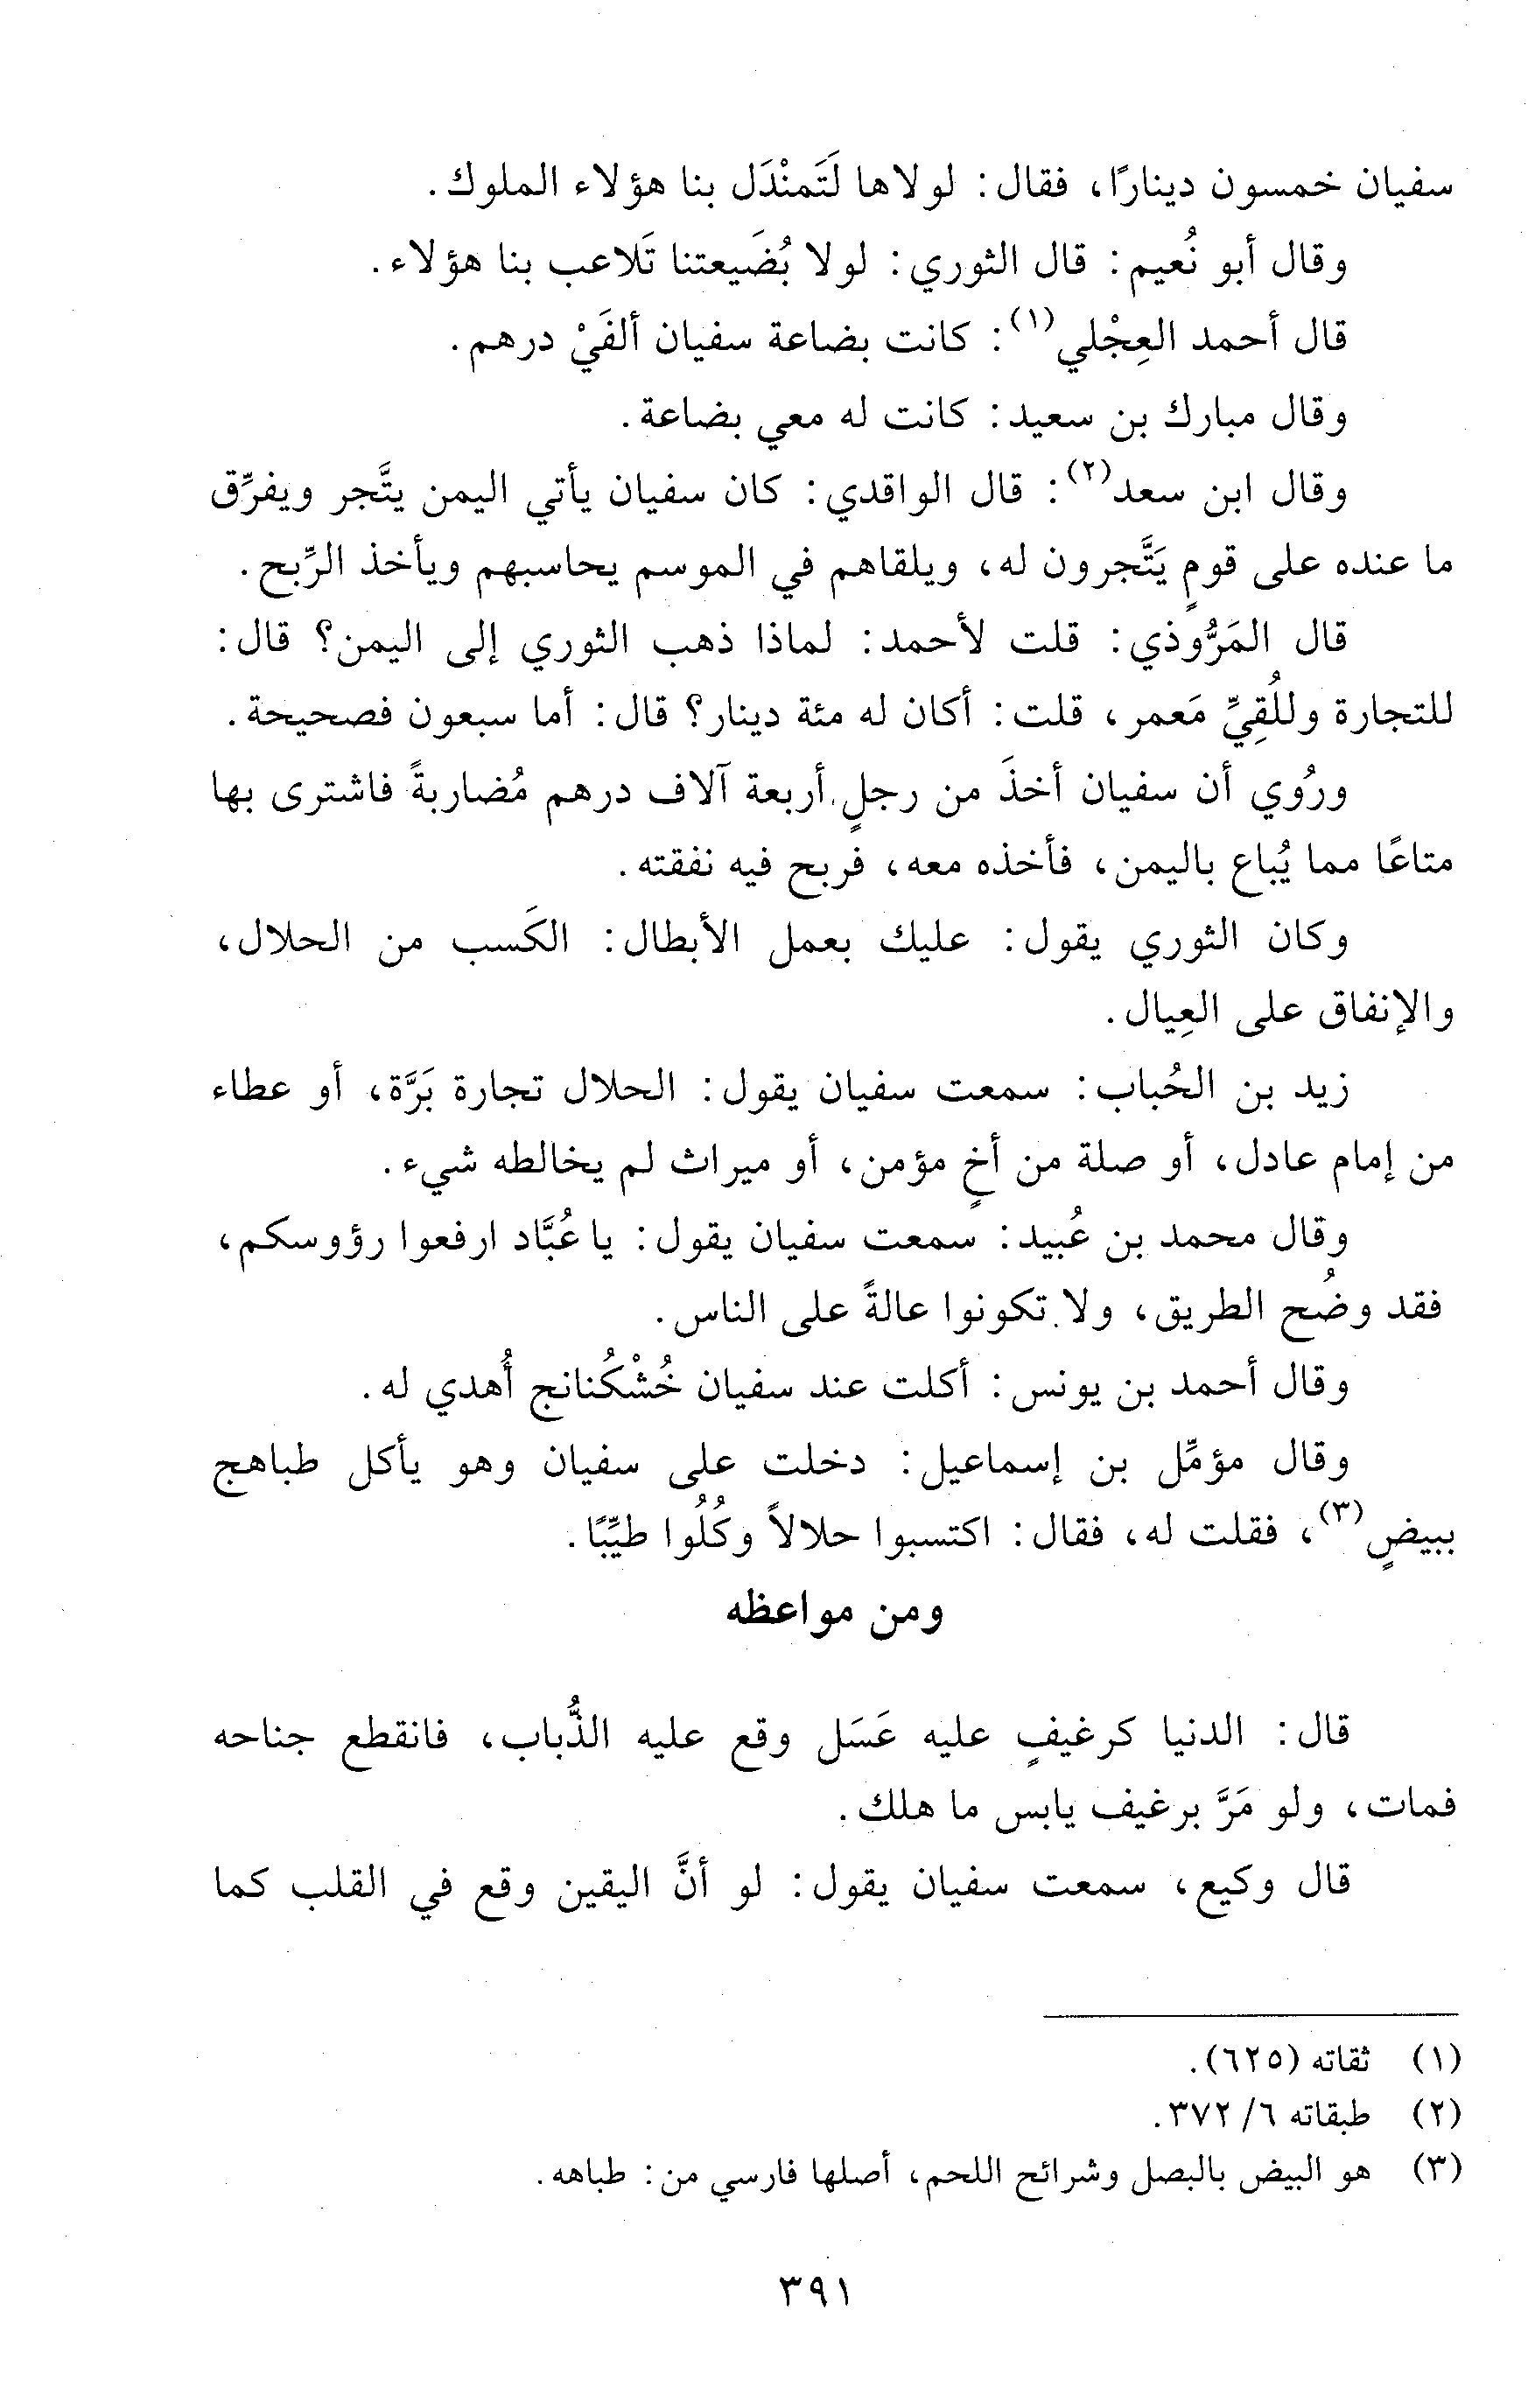 سفيان خمسون دينارًا، فقال: لولاها لَتَمنْدَل بنا هؤلاء الملوك.
وقال أبو نُعيم: قال الثوري: لولا بُضَيعتنا تَلاعب بنا هؤلاء.
قال أحمد العِجْلي(١): كانت بضاعة سفيان ألفَيْ درهم.
وقال مبارك بن سعيد: كانت له معي بضاعة.
وقال ابن سعد(٢): قال الواقدي: كان سفيان يأتي اليمن يتَّجر ويفرِّق
ما عنده على قومٍ يَتَّجرون له، ويلقاهم في الموسم يحاسبهم ويأخذ الرِّبح.
قال المَرُّوذي: قلت لأحمد: لماذا ذهب الثوري إلى اليمن؟ قال:
للتجارة وللُقِيِّ مَعمر، قلت: أكان له مئة دينار؟ قال: أما سبعون فصحيحة.
ورُوي أن سفيان أخذَ من رجلٍ أربعة آلاف درهم مُضاربةً فاشترى بها
متاعًا مما يُباع باليمن، فأخذه معه، فربح فيه نفقته.
وكان الثوري يقول: عليك بعمل الأبطال: الكَسب من الحلال،
والإنفاق على العِيال.
زيد بن الحُباب: سمعت سفيان يقول: الحلال تجارة بَرَّة، أو عطاء
من إمام عادل، أو صلة من أخٍ مؤمن، أو ميراث لم يخالطه شيء.
وقال محمد بن عُبيد: سمعت سفيان يقول: يا عُبَّاد ارفعوا رؤوسكم،
فقد وضُح الطريق، ولا تكونوا عالةً على الناس.
وقال أحمد بن يونس: أكلت عند سفيان خُشْكُنانج أُهدي له.
وقال مؤمِّل بن إسماعيل: دخلت على سفيان وهو يأكل طباهج
ببيضٍ(٣)، فقلت له، فقال: اكتسبوا حلالاً وكُلُوا طيِّبًا.
ومن مواعظه
قال: الدنيا كرغيفٍ عليه عَسَل وقع عليه الذُّباب، فانقطع جناحه
فمات، ولو مَرَّ برغيف يابس ما هلك.
قال وكيع، سمعت سفيان يقول: لو أنَّ اليقين وقع في القلب كما
(١) ثقاته (٦٢٥).
(٢) طبقاته ٦/ ٣٧٢.
(٣) هو البيض بالبصل وشرائح اللحم، أصلها فارسي من: طباهه.
٣٩١